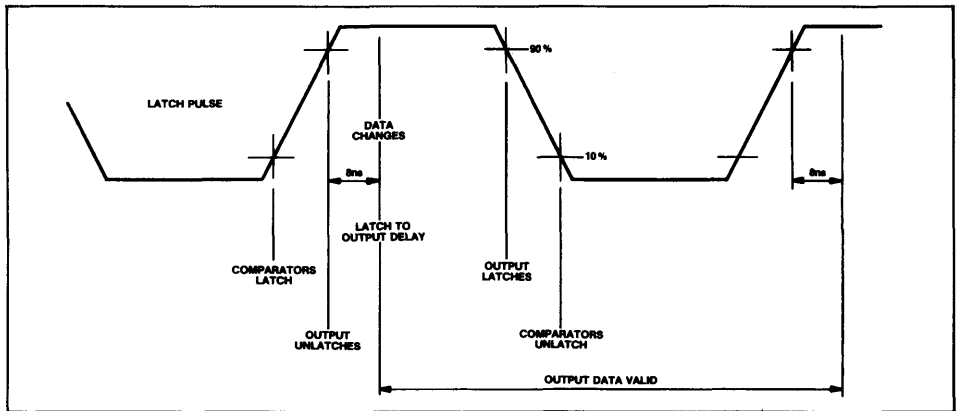 90 %
LATCH PULSE
DATA
CHANGES
10 %
8ns
8ns
LATCH TO
OUTPUT DELAY
COMPARATORS
LATCH
OUTPUT
LATCHES
OUTPUT
UNLATCHES
COMPARATORS
UNLATCH
OUTPUT DATA VALID